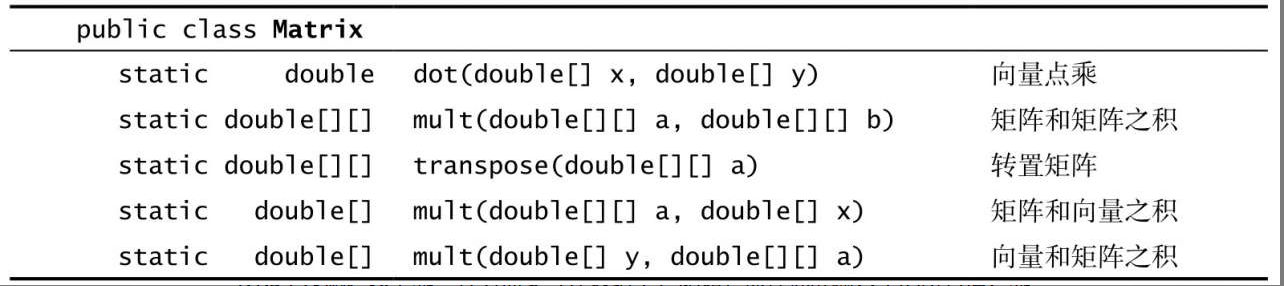 public class Matrix
static double dot(double[] x, double[] y) 向量点乘
static double[][] mult(double[][] a, double[][] b) 矩阵和矩阵之积
static double[][] transpose(double[][] a) 转置矩阵
static double[] mult(double[][] a, double[] x) 矩阵和向量之积
static double[] mult(double[] y, double[][] a) 向量和矩阵之积